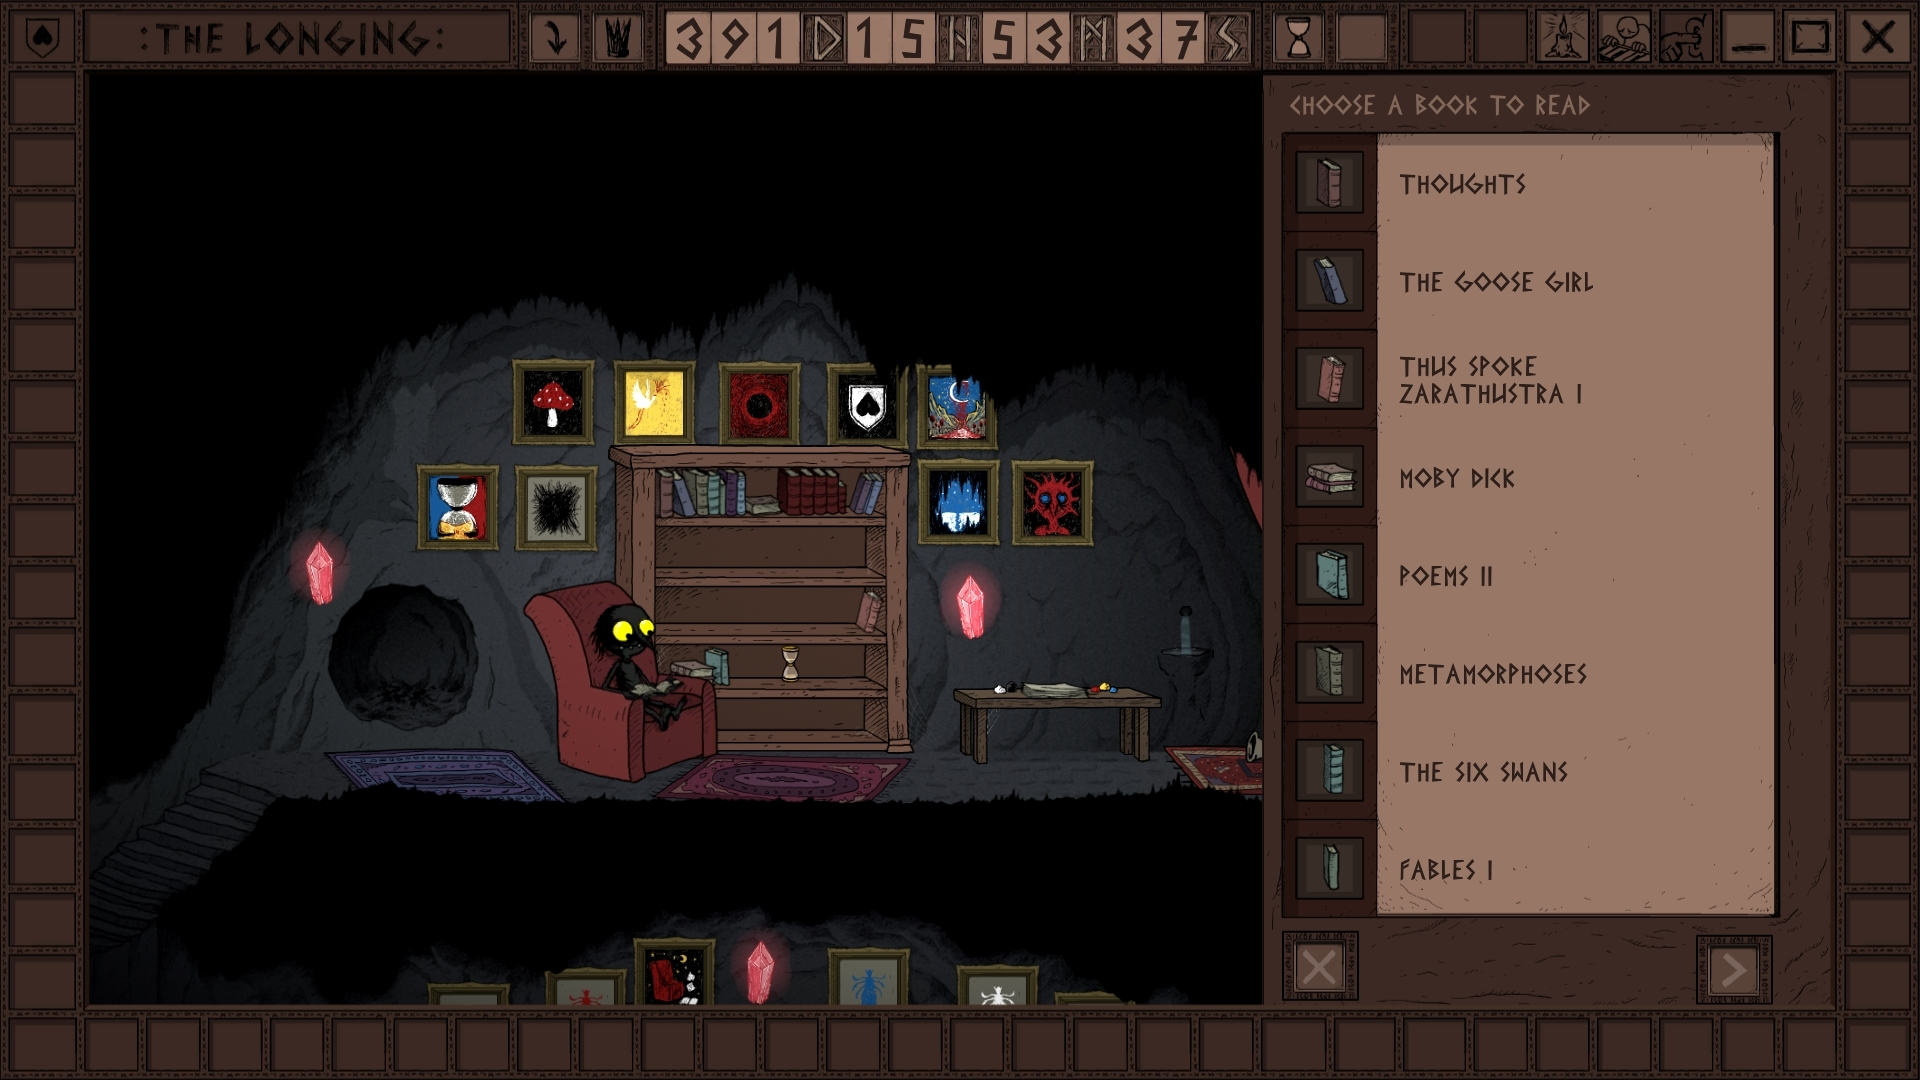 :THE LONGING:
391D15H53M37S
CHOOSE A BOOK TO READ
THOUGHTS
THE GOOSE GIRL
THUS SPOKE
ZARATHUSTRA I
MOBY DICK
POEMS II
METAMORPHOSES
THE SIX SWANS
FABLES I